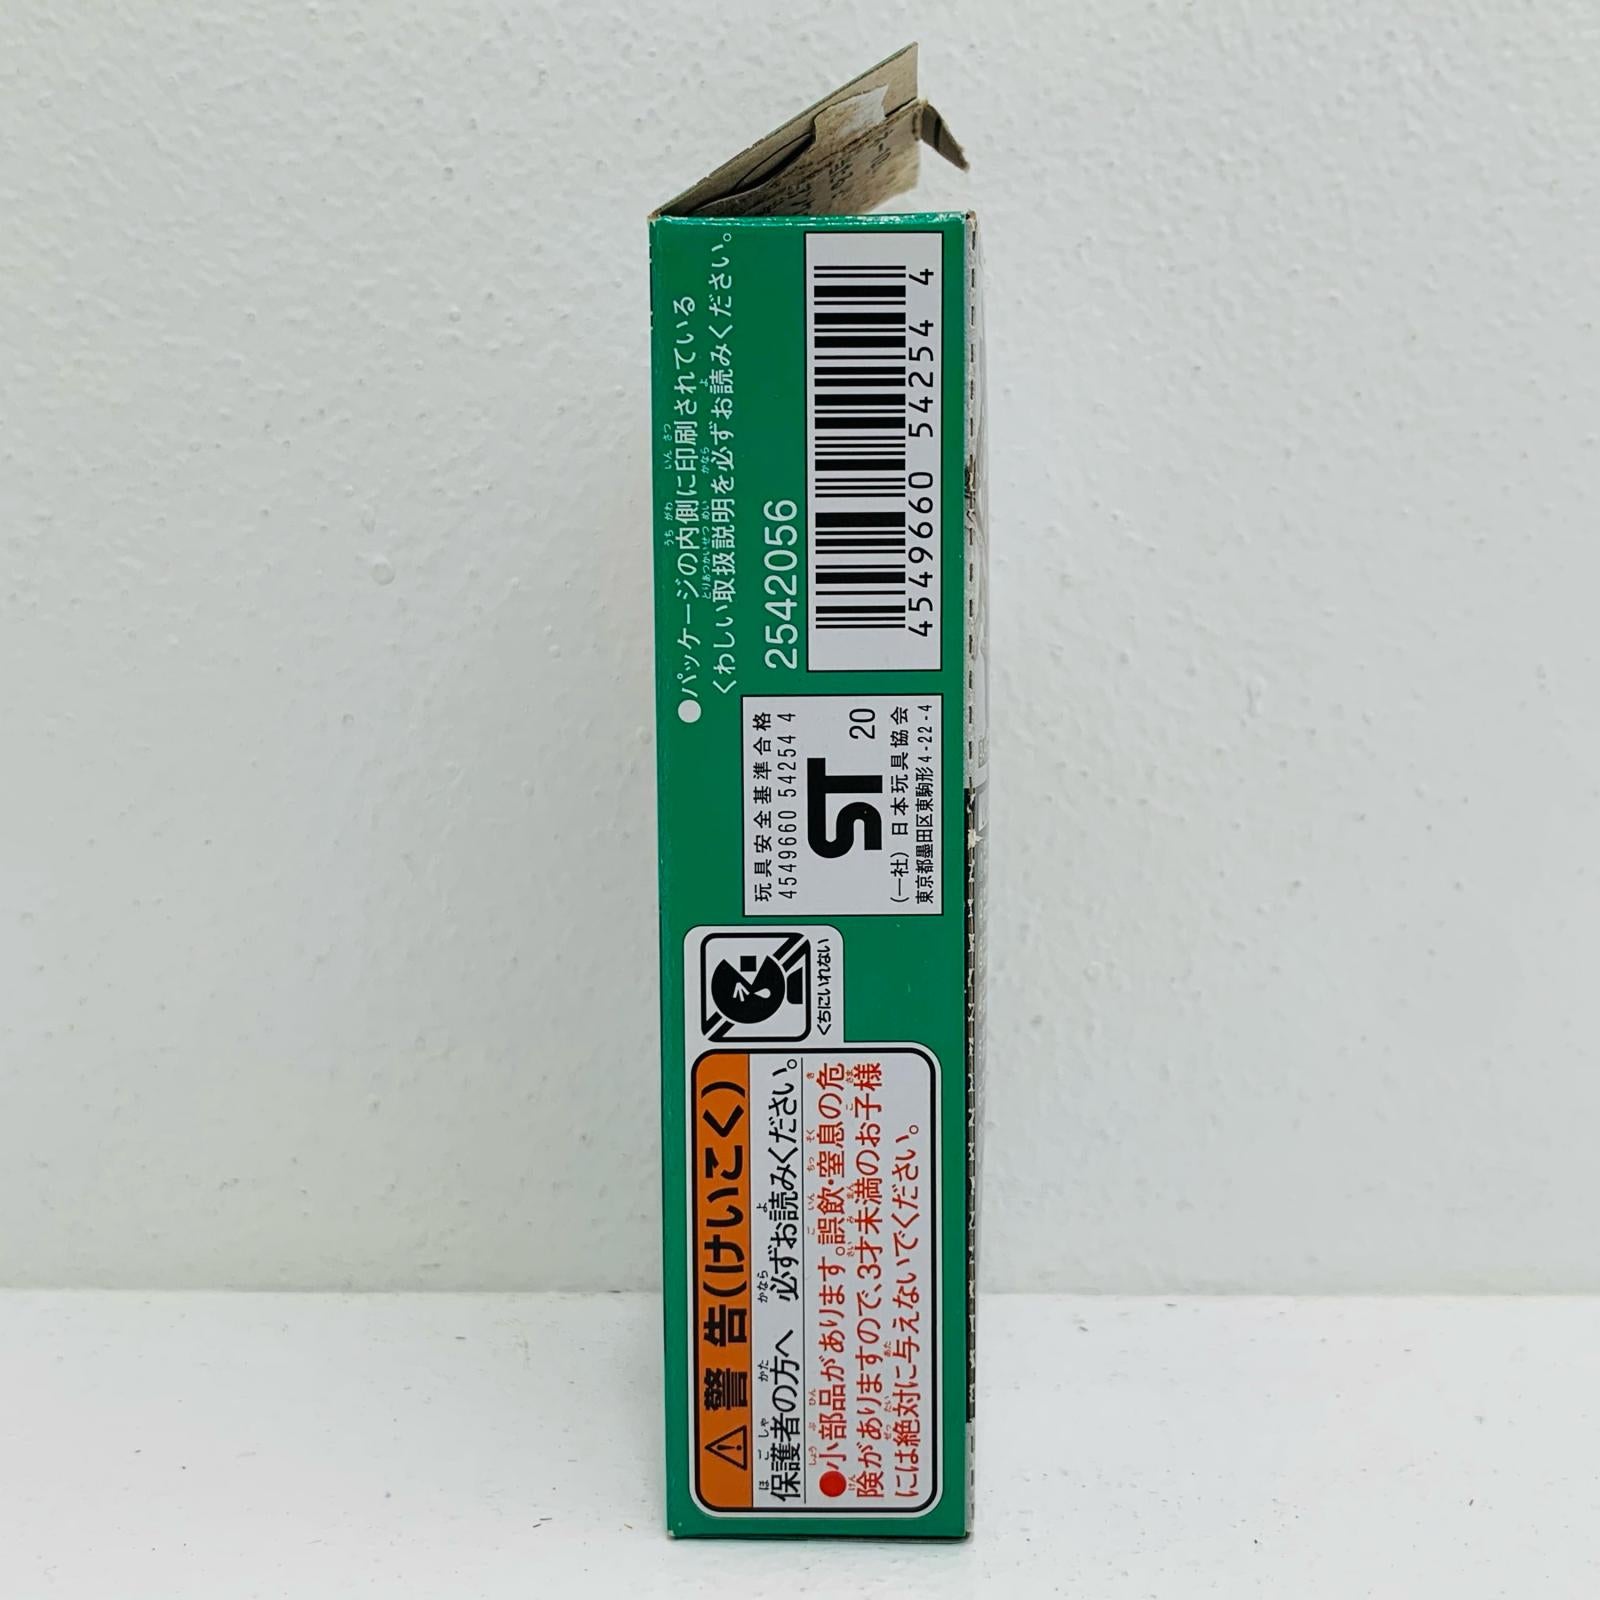 ⚠警告(けいこく)
保護者の方へ 必ずお読みください。
●小部品があります。誤飲・窒息の危
険がありますので、3才未満のお子様
には絶対に与えないでください。
くちにいれない
玩具安全基準合格
4549660 54254 4
ST 20
(一社)日本玩具協会
東京都墨田区東駒形4-22-4
●パッケージの内側に印刷されている
くわしい取扱説明を必ずお読みください。
2542056
4549660 542544